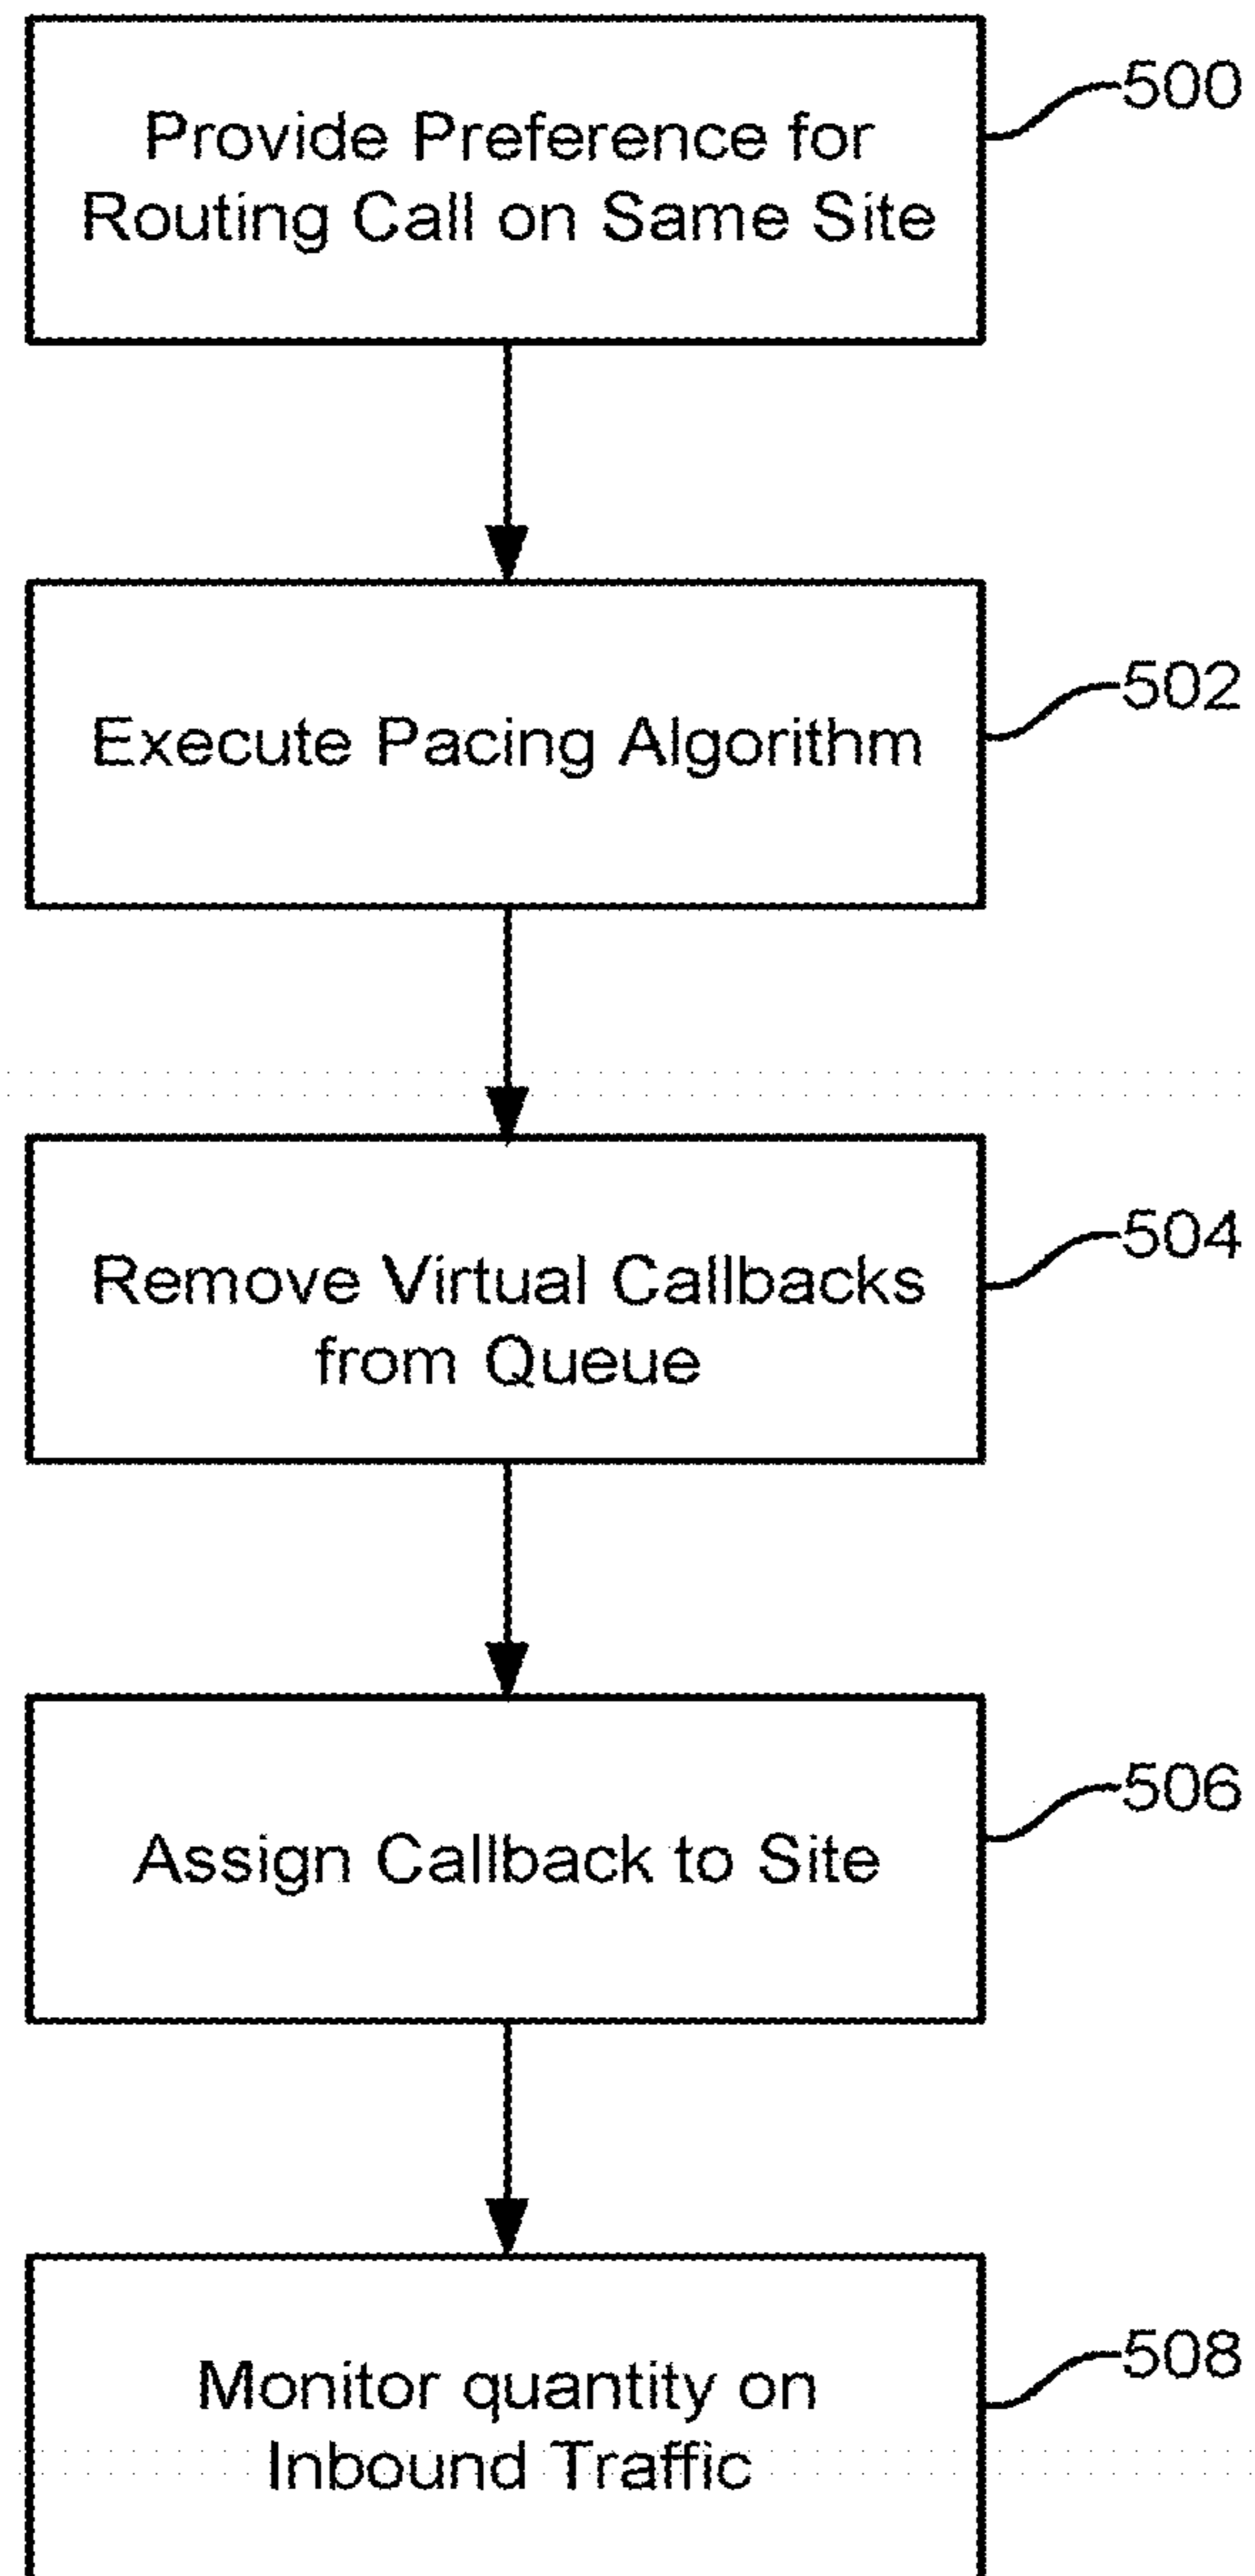 Provide Preference for
Routing Call on Same Site
500
Execute Pacing Algorithm
502
Remove Virtual Callbacks
from Queue
504
Assign Callback to Site
506
Monitor quantity on
Inbound Traffic
508